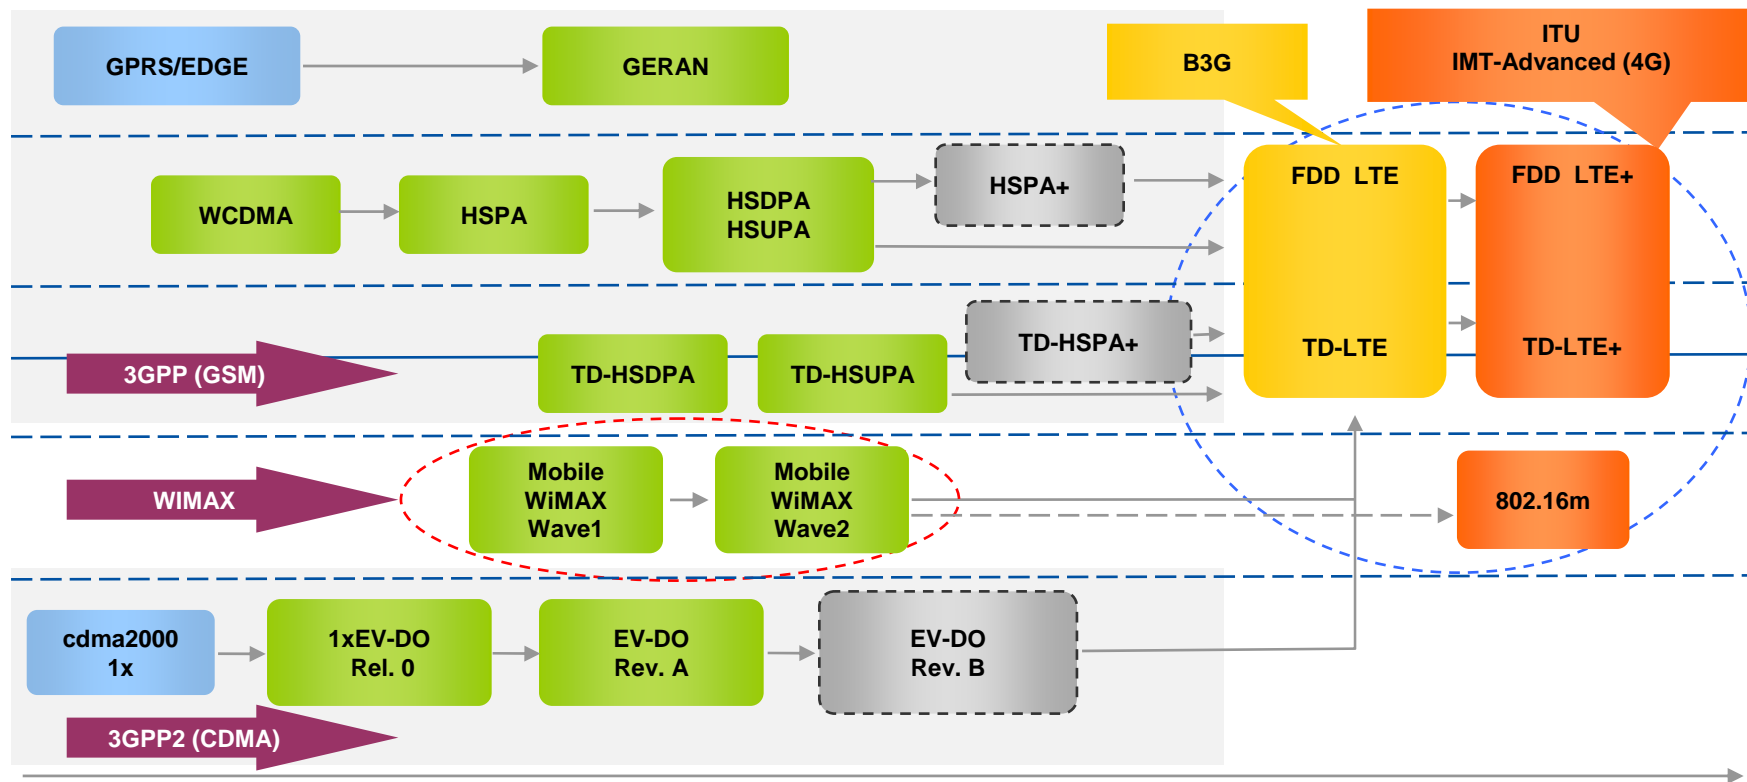 GPRS/EDGE
GERAN
B3G
ITU
IMT-Advanced (4G)
WCDMA
HSPA
HSDPA
HSUPA
HSPA+
FDD LTE
FDD LTE+
3GPP (GSM)
TD-HSDPA
TD-HSUPA
TD-HSPA+
TD-LTE
TD-LTE+
WIMAX
Mobile
WiMAX
Wave1
Mobile
WiMAX
Wave2
802.16m
cdma2000
1x
1xEV-DO
Rel. 0
EV-DO
Rev. A
EV-DO
Rev. B
3GPP2 (CDMA)